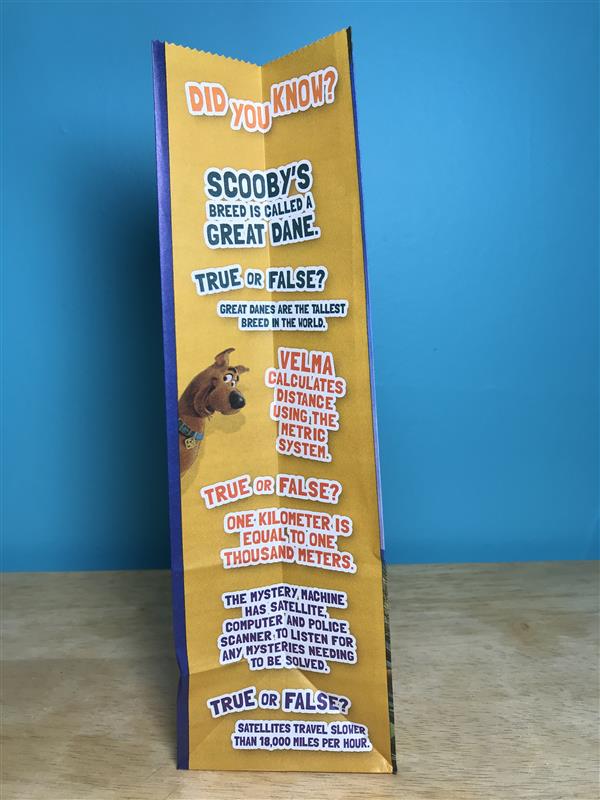 DID YOU KNOW?
SCOOBY'S
BREED IS CALLED A
GREAT DANE.
TRUE OR FALSE?
GREAT DANES ARE THE TALLEST
BREED IN THE WORLD.
VELMA
CALCULATES
DISTANCE
USING THE
METRIC
SYSTEM.
TRUE OR FALSE?
ONE KILOMETER IS
EQUAL TO ONE
THOUSAND METERS.
THE MYSTERY MACHINE
HAS SATELLITE,
COMPUTER AND POLICE
SCANNER TO LISTEN FOR
ANY MYSTERIES NEEDING
TO BE SOLVED.
TRUE OR FALSE?
SATELLITES TRAVEL SLOWER
THAN 18,000 MILES PER HOUR.